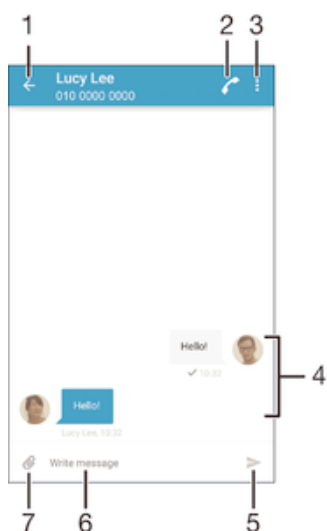 1 2 3
Lucy Lee
010 0000 0000
Hello!
10:32
4
Hello!
Lucy Lee, 10:32
Write message
7 6 5